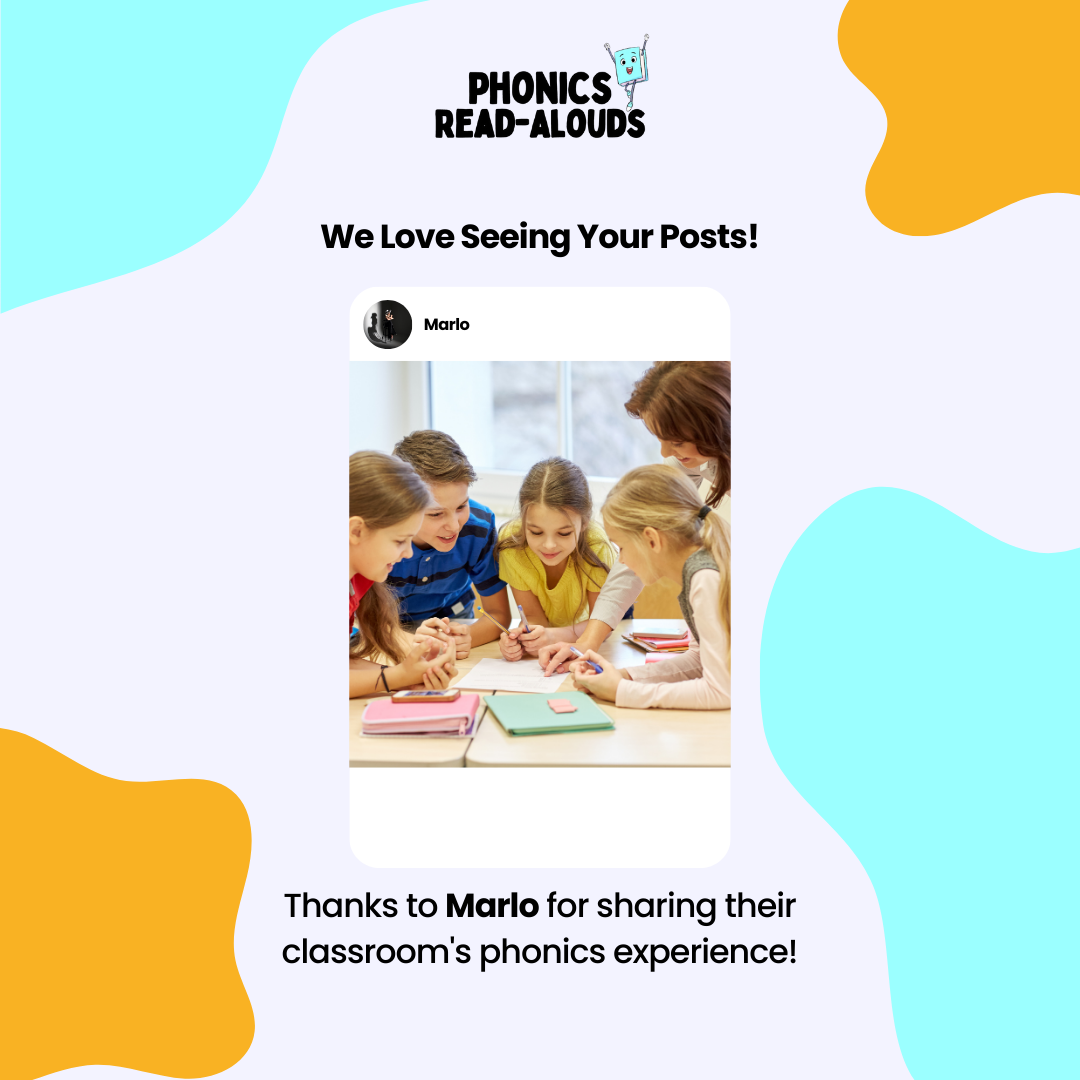 PHONICS
READ-ALOUDS
We Love Seeing Your Posts!
Marlo
Thanks to Marlo for sharing their
classroom's phonics experience!